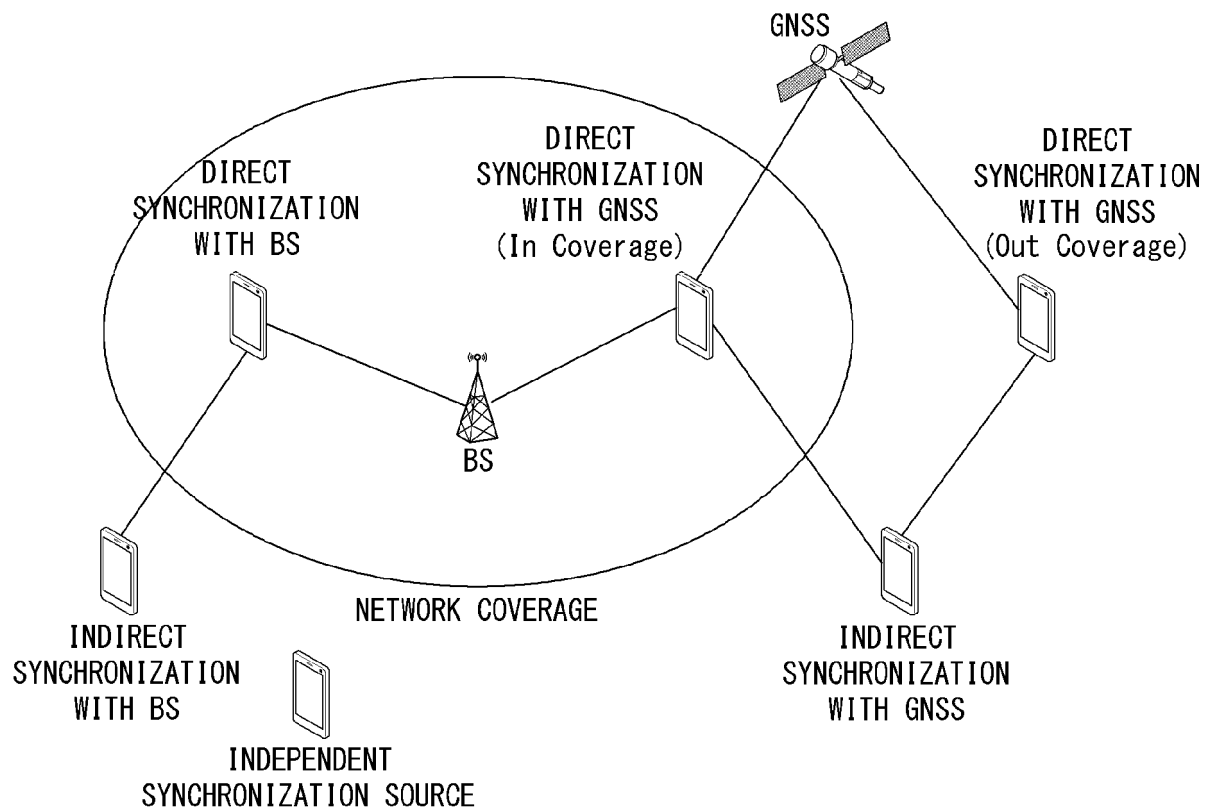 GNSS
DIRECT
SYNCHRONIZATION
WITH BS
DIRECT
SYNCHRONIZATION
WITH GNSS
(In Coverage)
DIRECT
SYNCHRONIZATION
WITH GNSS
(Out Coverage)
BS
NETWORK COVERAGE
INDIRECT
SYNCHRONIZATION
WITH BS
INDIRECT
SYNCHRONIZATION
WITH GNSS
INDEPENDENT
SYNCHRONIZATION SOURCE